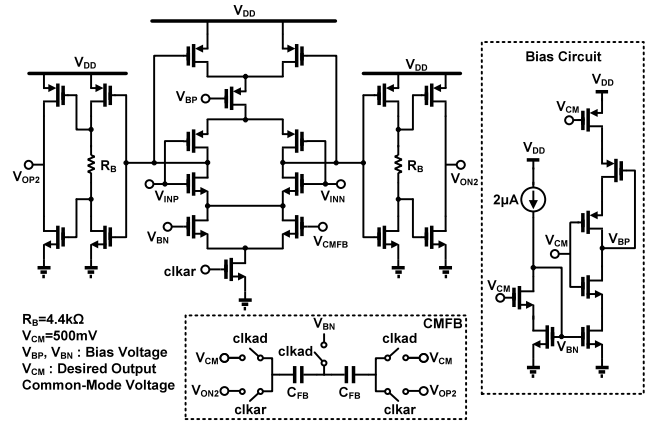 VDD
VDD
VDD
VBP
RB
RB
VOP2
VON2
VINP
VINN
VBN
VCMFB
clkar
RB=4.4kΩ
VCM=500mV
VBP, VBN : Bias Voltage
VCM : Desired Output
Common-Mode Voltage
CMFB
VBN
clkad
clkad
VCM
VCM
VON2
VOP2
clkar
clkar
CFB
CFB
Bias Circuit
VDD
VCM
VDD
2μA
VCM
VBP
VCM
VBN
clkad